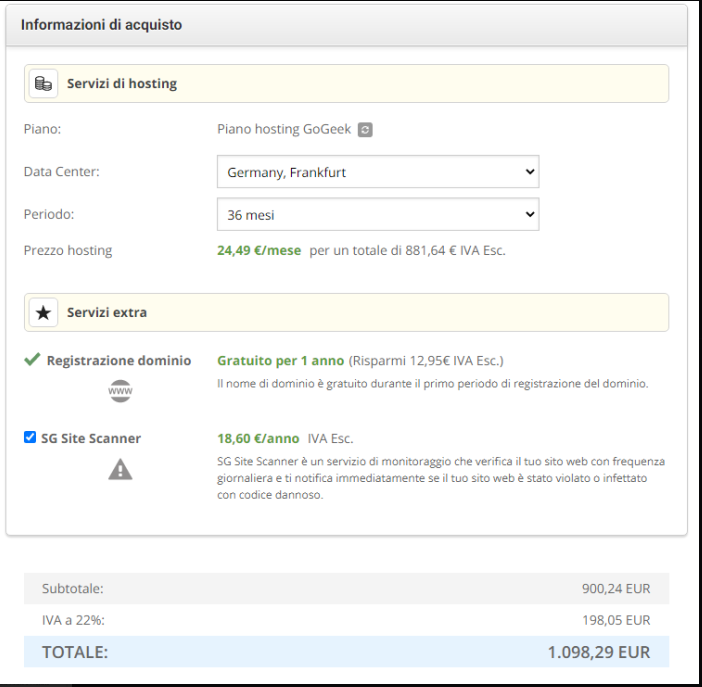 Informazioni di acquisto
Servizi di hosting
Piano: Piano hosting GoGeek
Data Center: Germany, Frankfurt
Periodo: 36 mesi
Prezzo hosting 24,49 €/mese per un totale di 881,64 € IVA Esc.
Servizi extra
Registrazione dominio Gratuito per 1 anno (Risparmi 12,95€ IVA Esc.)
www
Il nome di dominio è gratuito durante il primo periodo di registrazione del dominio.
SG Site Scanner 18,60 €/anno IVA Esc.
SG Site Scanner è un servizio di monitoraggio che verifica il tuo sito web con frequenza
giornaliera e ti notifica immediatamente se il tuo sito web è stato violato o infettato
con codice dannoso.
Subtotale: 900,24 EUR
IVA a 22%: 198,05 EUR
TOTALE: 1.098,29 EUR